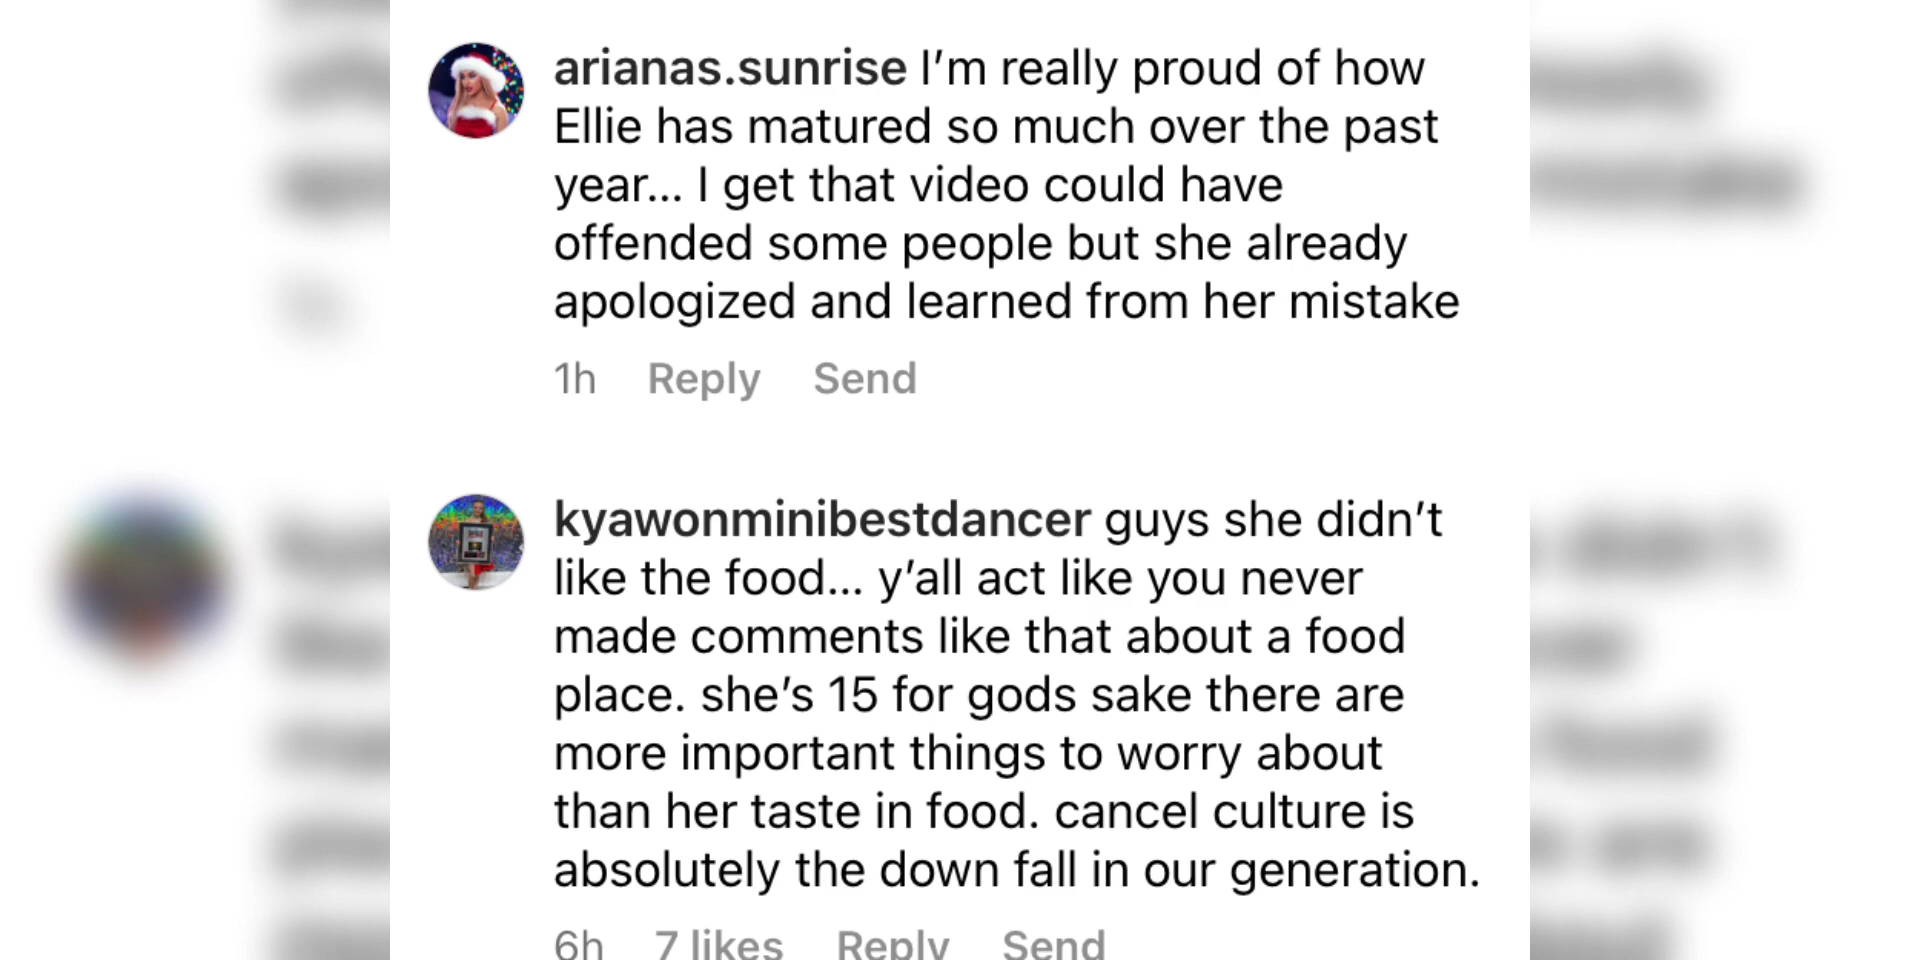 arianas.sunrise I’m really proud of how
Ellie has matured so much over the past
year... I get that video could have
offended some people but she already
apologized and learned from her mistake
1h Reply Send
kyawonminibestdancer guys she didn’t
like the food... y’all act like you never
made comments like that about a food
place. she’s 15 for gods sake there are
more important things to worry about
than her taste in food. cancel culture is
absolutely the down fall in our generation.
6h 7 likes Reply Send